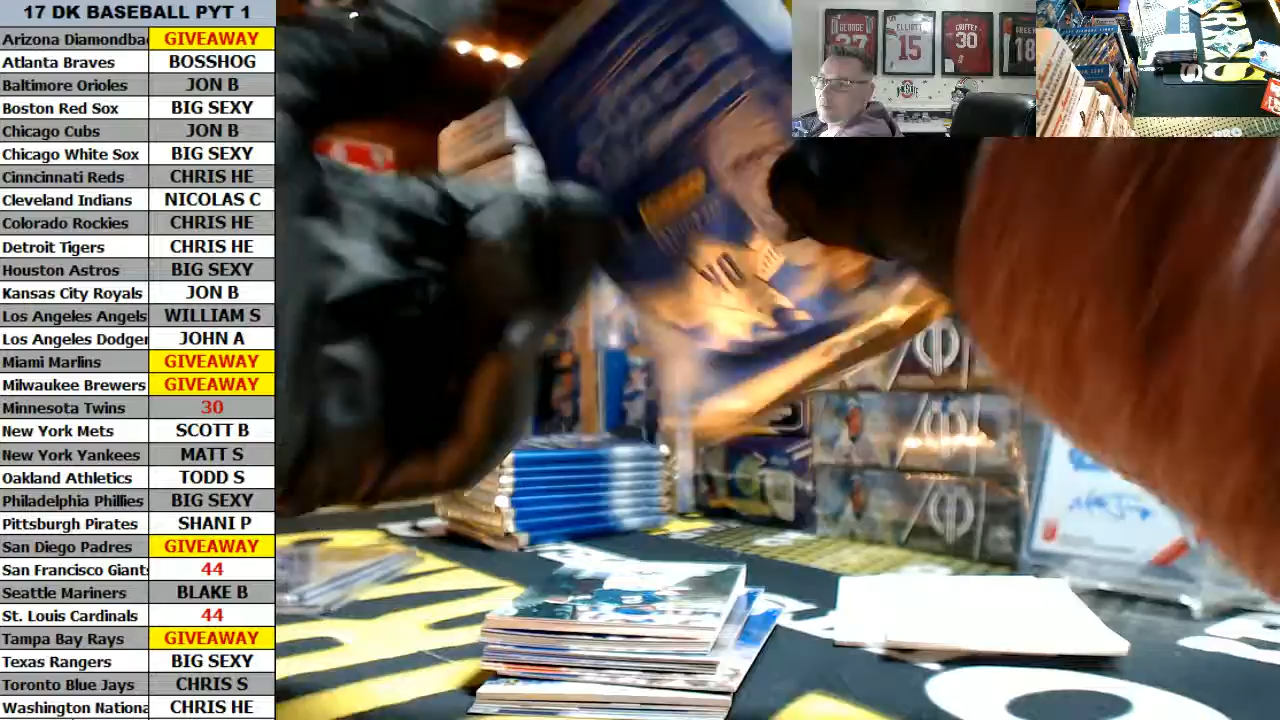 17 DK BASEBALL PYT 1
Arizona Diamondba GIVEAWAY
Atlanta Braves BOSSHOG
Baltimore Orioles JON B
Boston Red Sox BIG SEXY
Chicago Cubs JON B
Chicago White Sox BIG SEXY
Cinncinnati Reds CHRIS HE
Cleveland Indians NICOLAS C
Colorado Rockies CHRIS HE
Detroit Tigers CHRIS HE
Houston Astros BIG SEXY
Kansas City Royals JON B
Los Angeles Angels WILLIAM S
Los Angeles Dodger JOHN A
Miami Marlins GIVEAWAY
Milwaukee Brewers GIVEAWAY
Minnesota Twins 30
New York Mets SCOTT B
New York Yankees MATT S
Oakland Athletics TODD S
Philadelphia Phillies BIG SEXY
Pittsburgh Pirates SHANI P
San Diego Padres GIVEAWAY
San Francisco Giants 44
Seattle Mariners BLAKE B
St. Louis Cardinals 44
Tampa Bay Rays GIVEAWAY
Texas Rangers BIG SEXY
Toronto Blue Jays CHRIS S
Washington Nationa CHRIS HE
GEORGE
27
ELLIOTT
15
GRIFFEY
30
GREEN
18